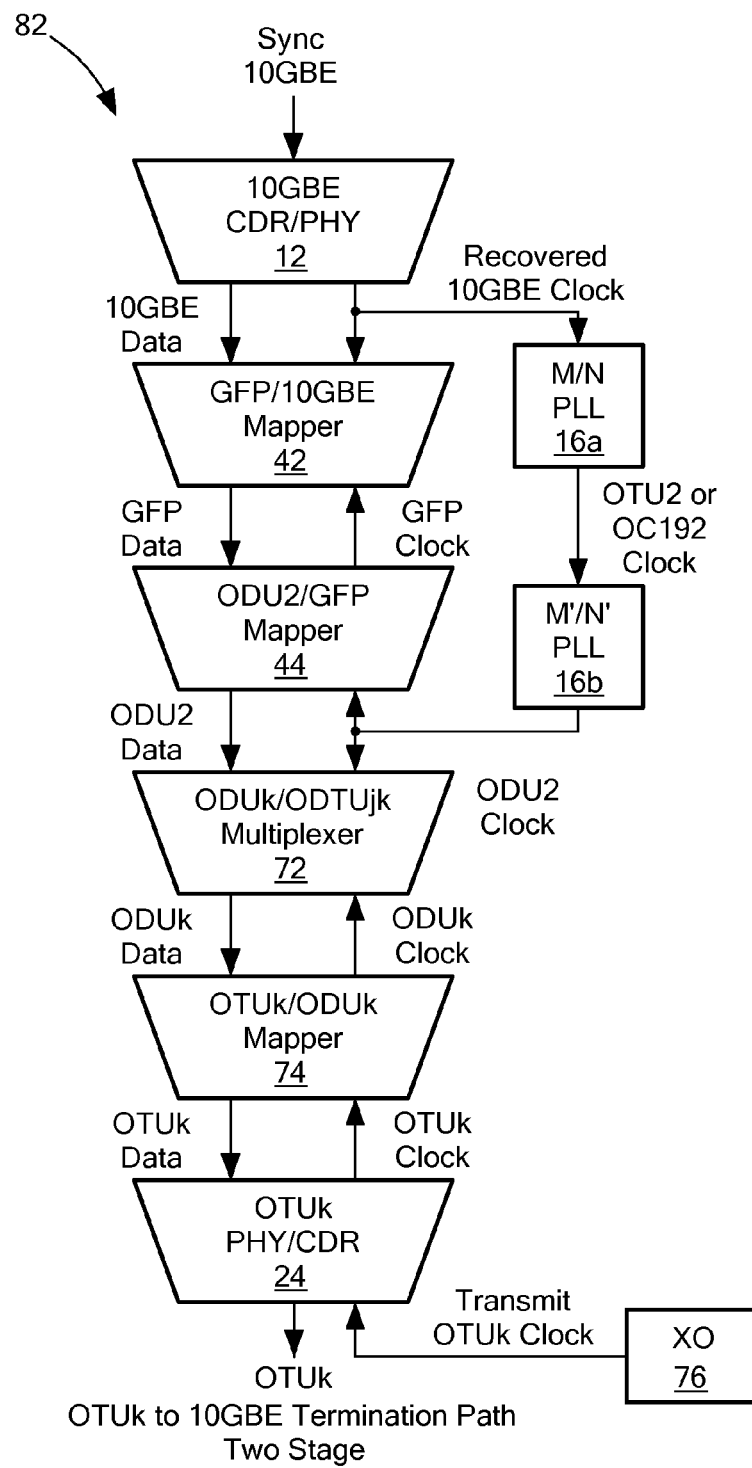 82
Sync
10GBE
10GBE
CDR/PHY
12
Recovered
10GBE Clock
10GBE
Data
GFP/10GBE
Mapper
42
M/N
PLL
16a
GFP
Data
GFP
Clock
OTU2 or
OC192
Clock
ODU2/GFP
Mapper
44
M'/N'
PLL
16b
ODU2
Data
ODU2
Clock
ODUk/ODTUjk
Multiplexer
72
ODUk
Data
ODUk
Clock
OTUk/ODUk
Mapper
74
OTUk
Data
OTUk
Clock
OTUk
PHY/CDR
24
Transmit
OTUk Clock
XO
76
OTUk
OTUk to 10GBE Termination Path
Two Stage